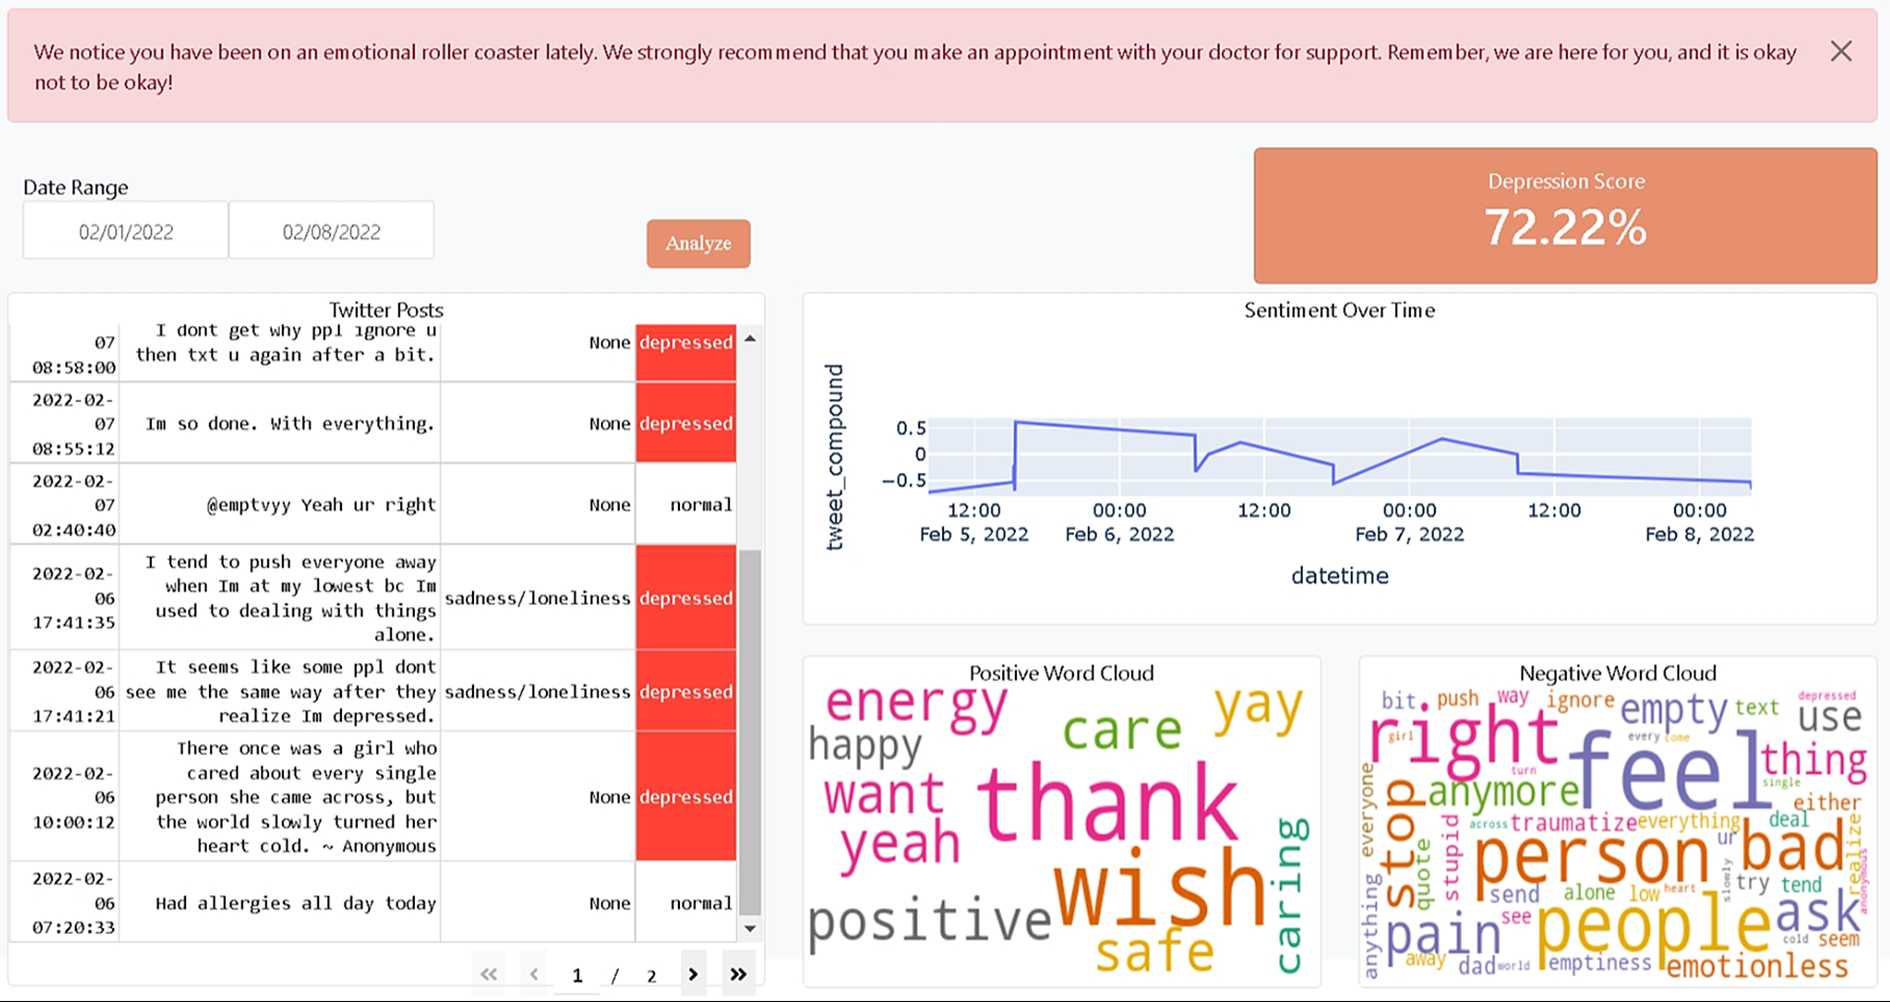 We notice you have been on an emotional roller coaster lately. We strongly recommend that you make an appointment with your doctor for support. Remember, we are here for you, and it is okay
not to be okay!
Date Range
02/01/2022 02/08/2022
Analyze
Depression Score
72.22%
Twitter Posts
07
08:58:00
I dont get why ppl ignore u
then txt u again after a bit.
None
depressed
2022-02-
07
08:55:12
Im so done. With everything.
None
depressed
2022-02-
07
02:40:40
@emptvyy Yeah ur right
None
normal
2022-02-
06
17:41:35
I tend to push everyone away
when Im at my lowest bc Im
used to dealing with things
alone.
sadness/loneliness
depressed
2022-02-
06
17:41:21
It seems like some ppl dont
see me the same way after they
realize Im depressed.
sadness/loneliness
depressed
2022-02-
06
10:00:12
There once was a girl who
cared about every single
person she came across, but
the world slowly turned her
heart cold. ~ Anonymous
None
depressed
2022-02-
06
07:20:33
Had allergies all day today
None
normal
1 / 2
Sentiment Over Time
tweet_compound
0.5
0
−0.5
12:00
Feb 5, 2022
00:00
Feb 6, 2022
12:00
00:00
Feb 7, 2022
12:00
00:00
Feb 8, 2022
datetime
Positive Word Cloud
energy
yay
care
happy
want
thank
yeah
caring
wish
positive
safe
Negative Word Cloud
bit
push
way
ignore
empty
text
depressed
use
right
girl
every
come
feel
thing
turn
single
everyone
stop
anymore
either
across
traumatize
everything
deal
ur
stupid
quote
person
bad
realize
slowly
try
tend
anonymous
send
alone
low
heart
anything
see
people
ask
pain
cold
seem
away
dad
world
emptiness
emotionless